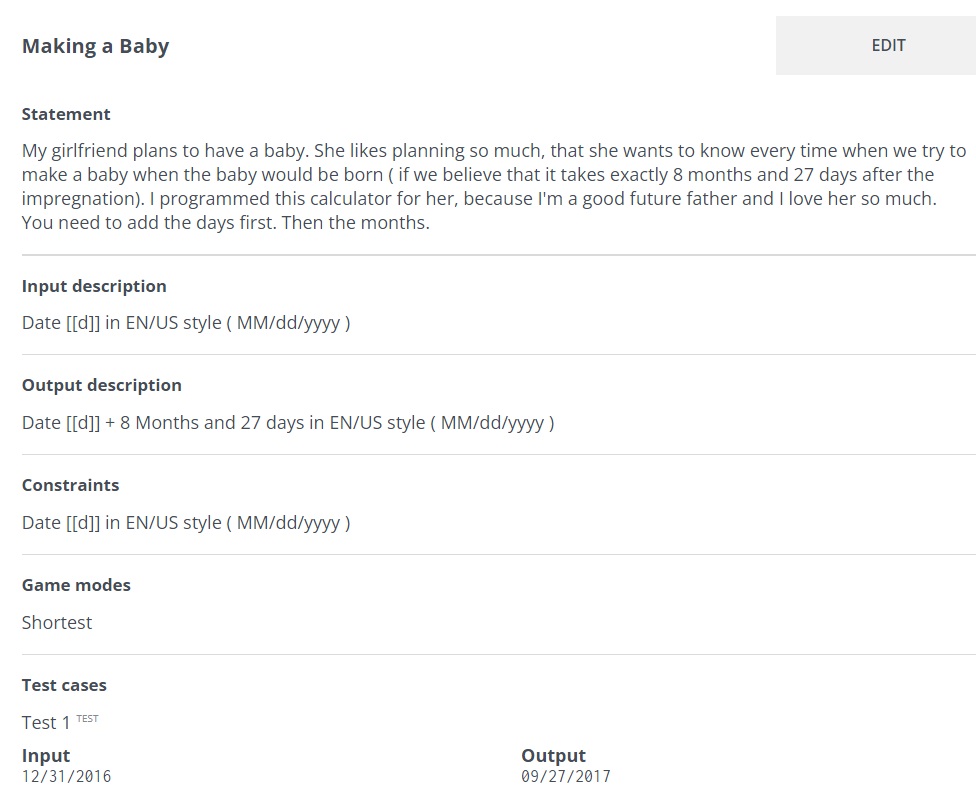 Making a Baby
EDIT
Statement
My girlfriend plans to have a baby. She likes planning so much, that she wants to know every time when we try to
make a baby when the baby would be born ( if we believe that it takes exactly 8 months and 27 days after the
impregnation). I programmed this calculator for her, because I'm a good future father and I love her so much.
You need to add the days first. Then the months.
Input description
Date [[d]] in EN/US style ( MM/dd/yyyy )
Output description
Date [[d]] + 8 Months and 27 days in EN/US style ( MM/dd/yyyy )
Constraints
Date [[d]] in EN/US style ( MM/dd/yyyy )
Game modes
Shortest
Test cases
Test 1 TEST
Input
12/31/2016
Output
09/27/2017